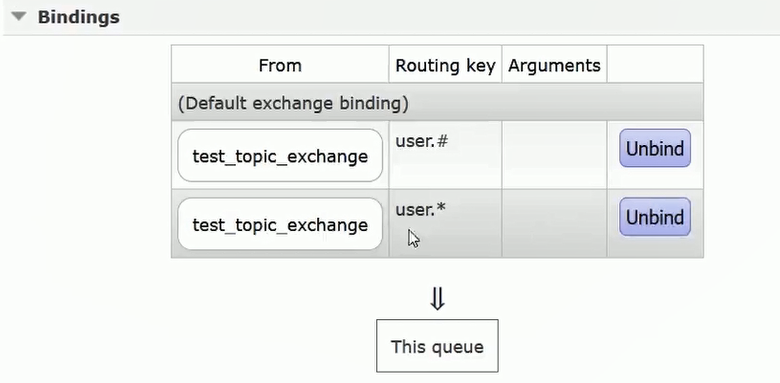 Bindings
From Routing key Arguments
(Default exchange binding)
test_topic_exchange user.# Unbind
test_topic_exchange user.* Unbind
⇓
This queue